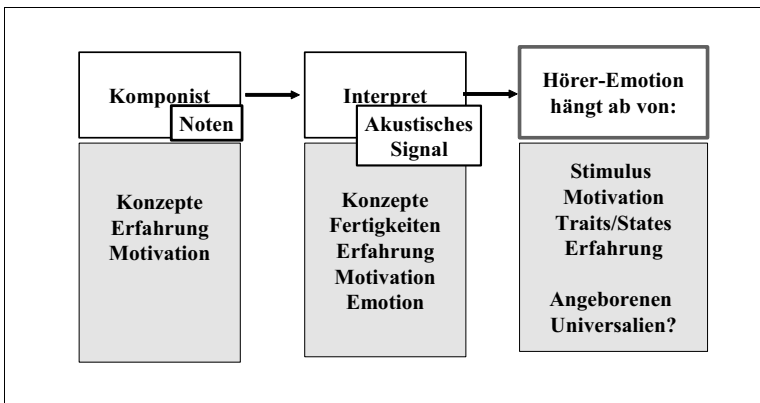 Komponist
Noten
Konzepte
Erfahrung
Motivation
Interpret
Akustisches
Signal
Konzepte
Fertigkeiten
Erfahrung
Motivation
Emotion
Hörer-Emotion
hängt ab von:
Stimulus
Motivation
Traits/States
Erfahrung
Angeborenen
Universalien?